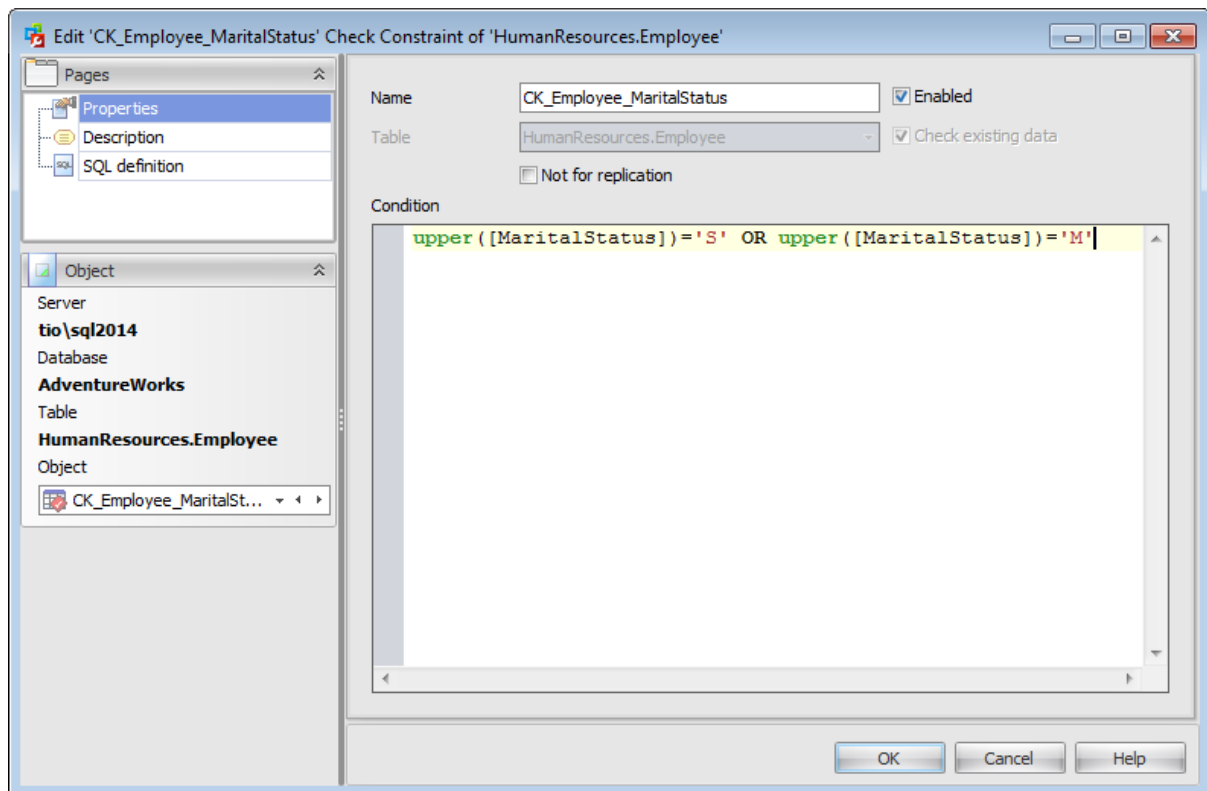 Edit 'CK_Employee_MaritalStatus' Check Constraint of 'HumanResources.Employee'
Pages
Properties
Description
SQL definition
Object
Server
tio\sql2014
Database
AdventureWorks
Table
HumanResources.Employee
Object
CK_Employee_MaritalSt...
Name
CK_Employee_MaritalStatus
Enabled
Table
HumanResources.Employee
Check existing data
Not for replication
Condition
upper([MaritalStatus])='S' OR upper([MaritalStatus])='M'
OK
Cancel
Help